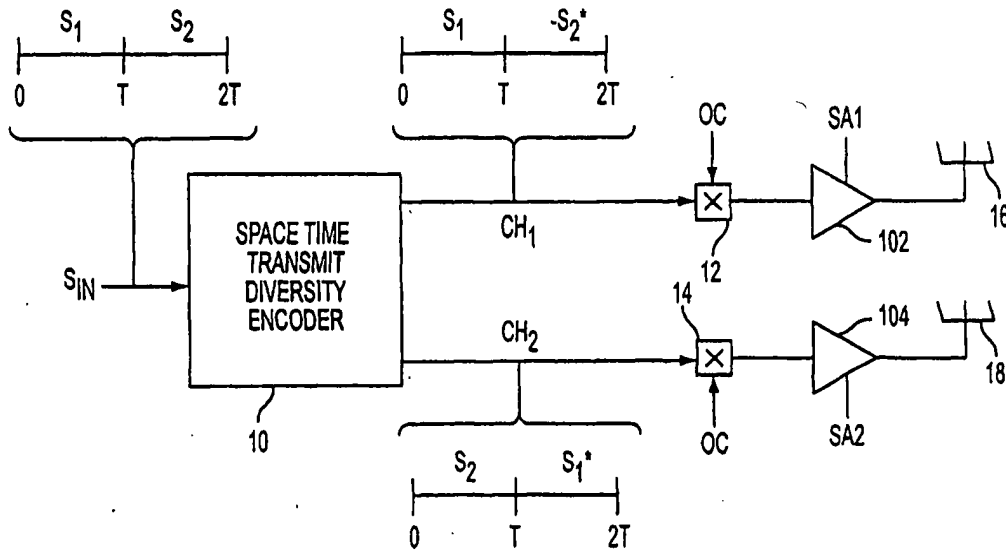 S1 S2
0 T 2T
S1 -S2*
0 T 2T
OC
SA1
16
SIN
SPACE TIME
TRANSMIT
DIVERSITY
ENCODER
CH1
12
102
14
CH2
104
18
10
OC
SA2
S2 S1*
0 T 2T